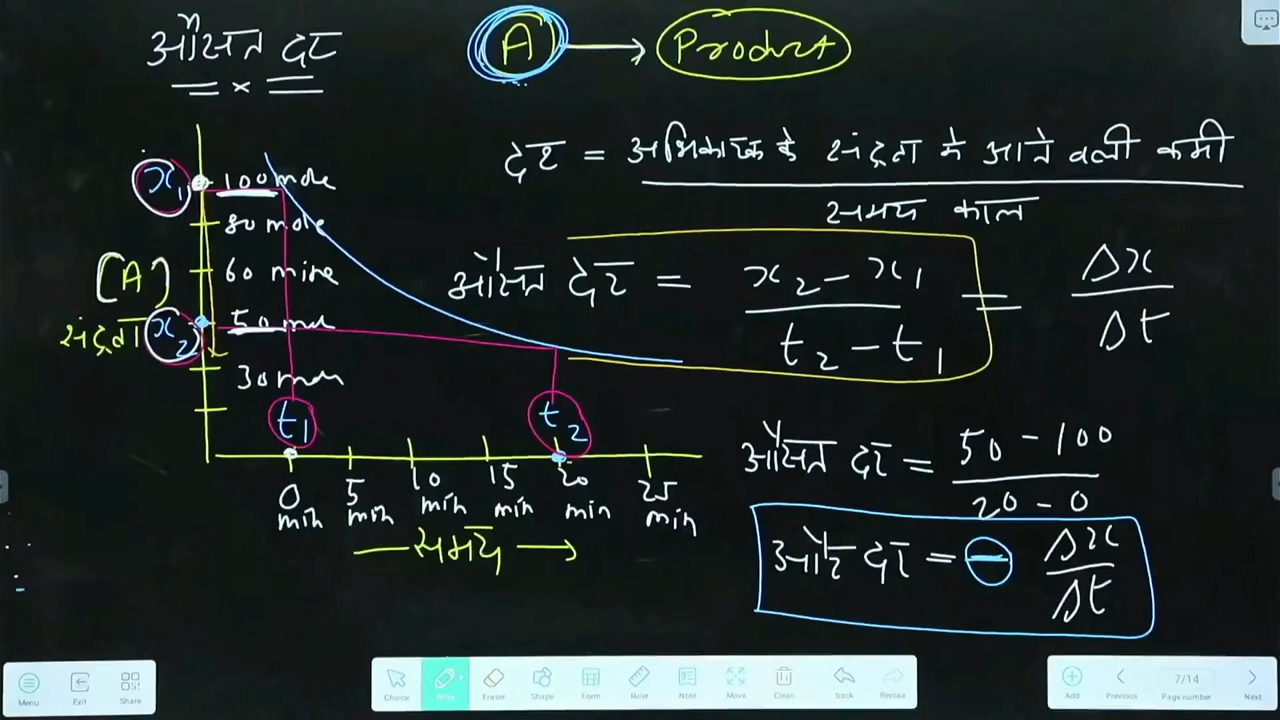 औसत दर
A → Product
दर = अभिकारक के सांद्रता मे आने वाली कमी
समय काल
x₁ 100 mole
80 mole
[A] 60 mine
औसत दर = x₂ - x₁ / t₂ - t₁ = Δx / Δt
सांद्रता x₂ 50 mol
30 mol
t₁ t₂
औसत दर = 50 - 100 / 20 - 0
0 min 5 min 10 min 15 min 20 min 25 min
समय →
औसत दर = - Δx / Δt
Menu Exit Share
Choice Write Eraser Shape Form Ruler Note Move Clean Back Revoke
Add Previous 7/14 Page number Next